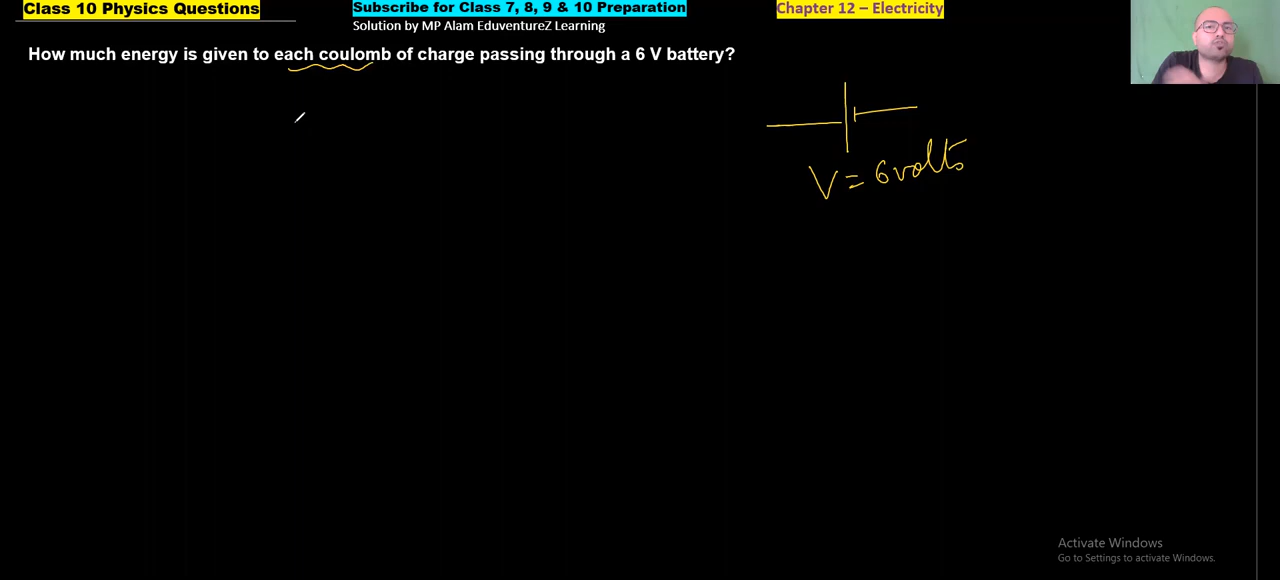 Class 10 Physics Questions
Subscribe for Class 7, 8, 9 & 10 Preparation
Chapter 12 – Electricity
Solution by MP Alam EduventureZ Learning
How much energy is given to each coulomb of charge passing through a 6 V battery?
V = 6 volts
Activate Windows
Go to Settings to activate Windows.